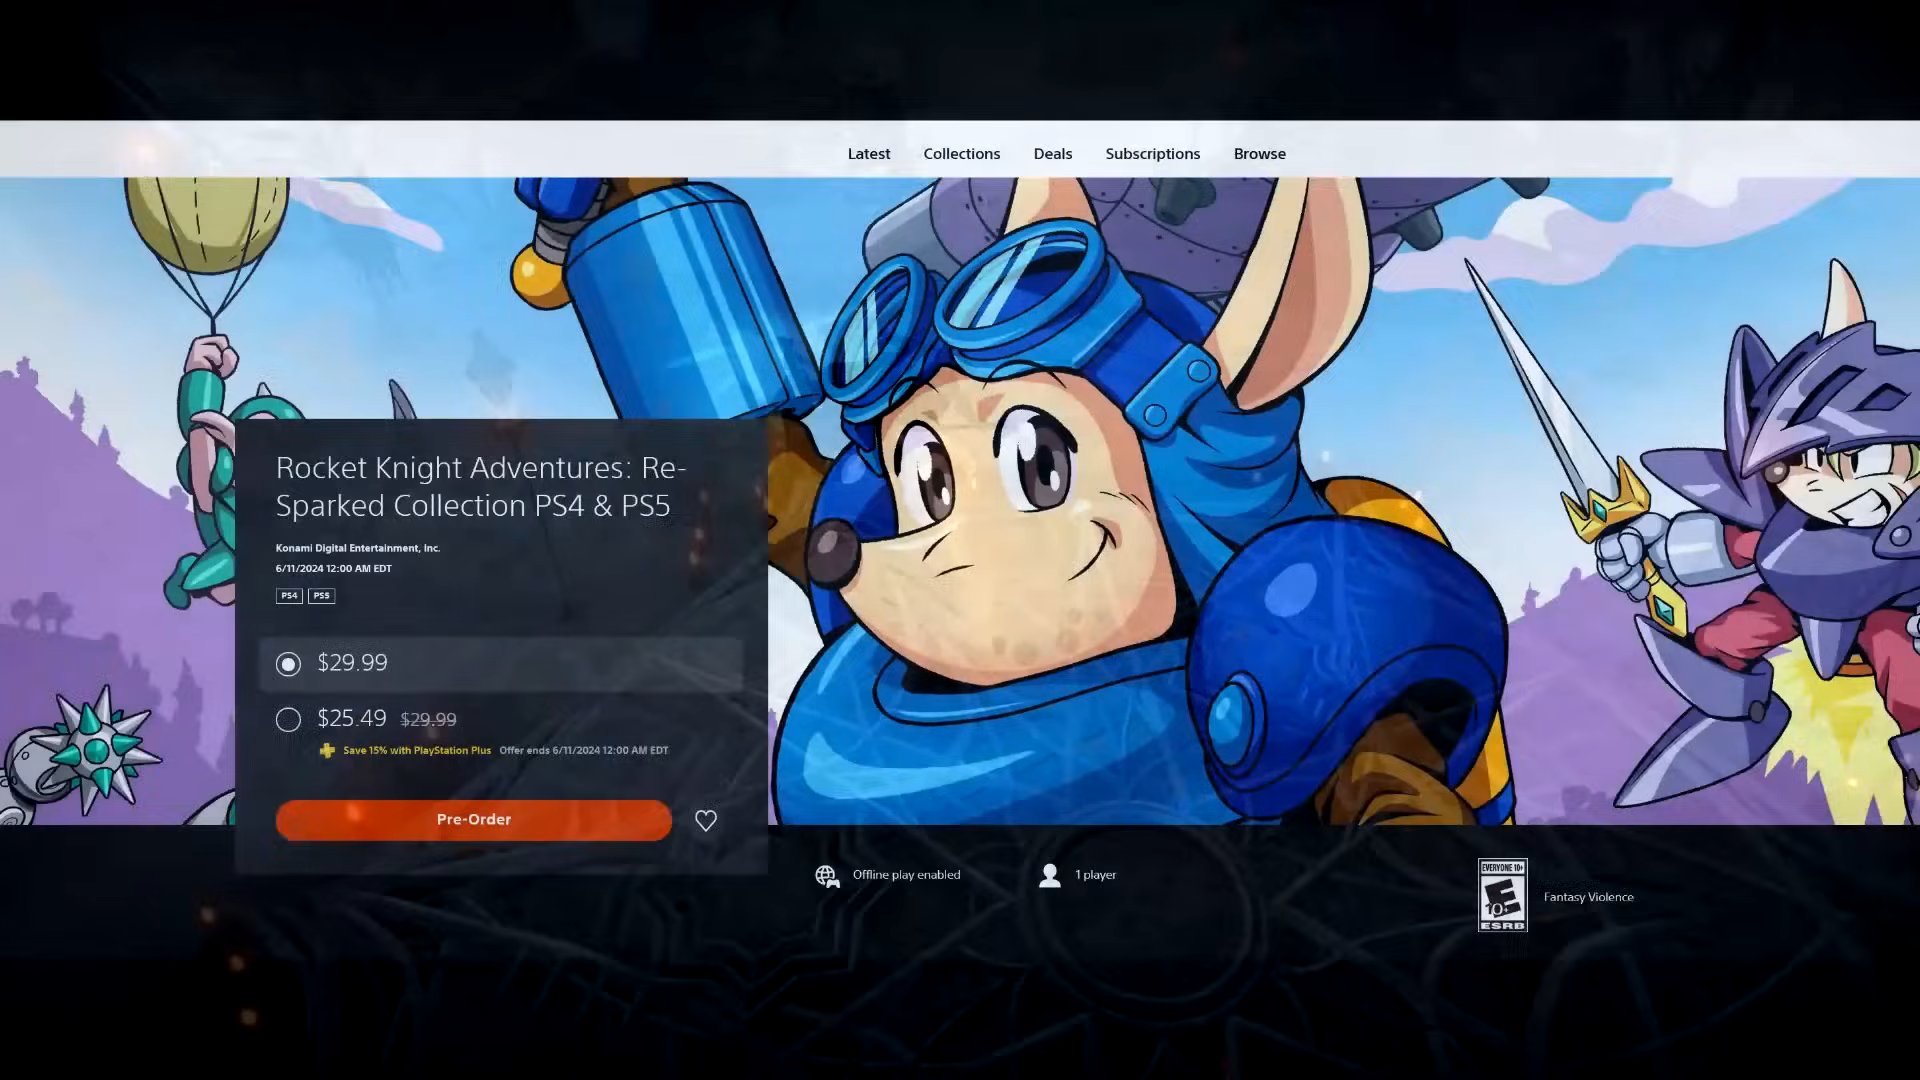 Latest Collections Deals Subscriptions Browse
Rocket Knight Adventures: Re-
Sparked Collection PS4 & PS5
Konami Digital Entertainment, Inc.
6/11/2024 12:00 AM EDT
PS4 PS5
$29.99
$25.49 $29.99
Save 15% with PlayStation Plus Offer ends 6/11/2024 12:00 AM EDT
Pre-Order
Offline play enabled
1 player
EVERYONE 10+
E
10+
ESRB
Fantasy Violence